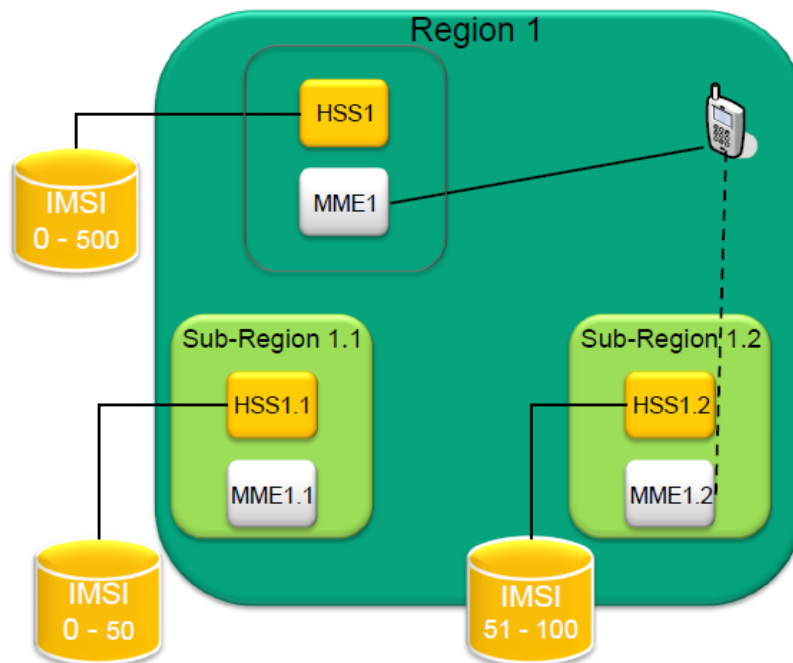 Region 1
HSS1
MME1
IMSI
0 - 500
Sub-Region 1.1
HSS1.1
MME1.1
IMSI
0 - 50
Sub-Region 1.2
HSS1.2
MME1.2
IMSI
51 - 100